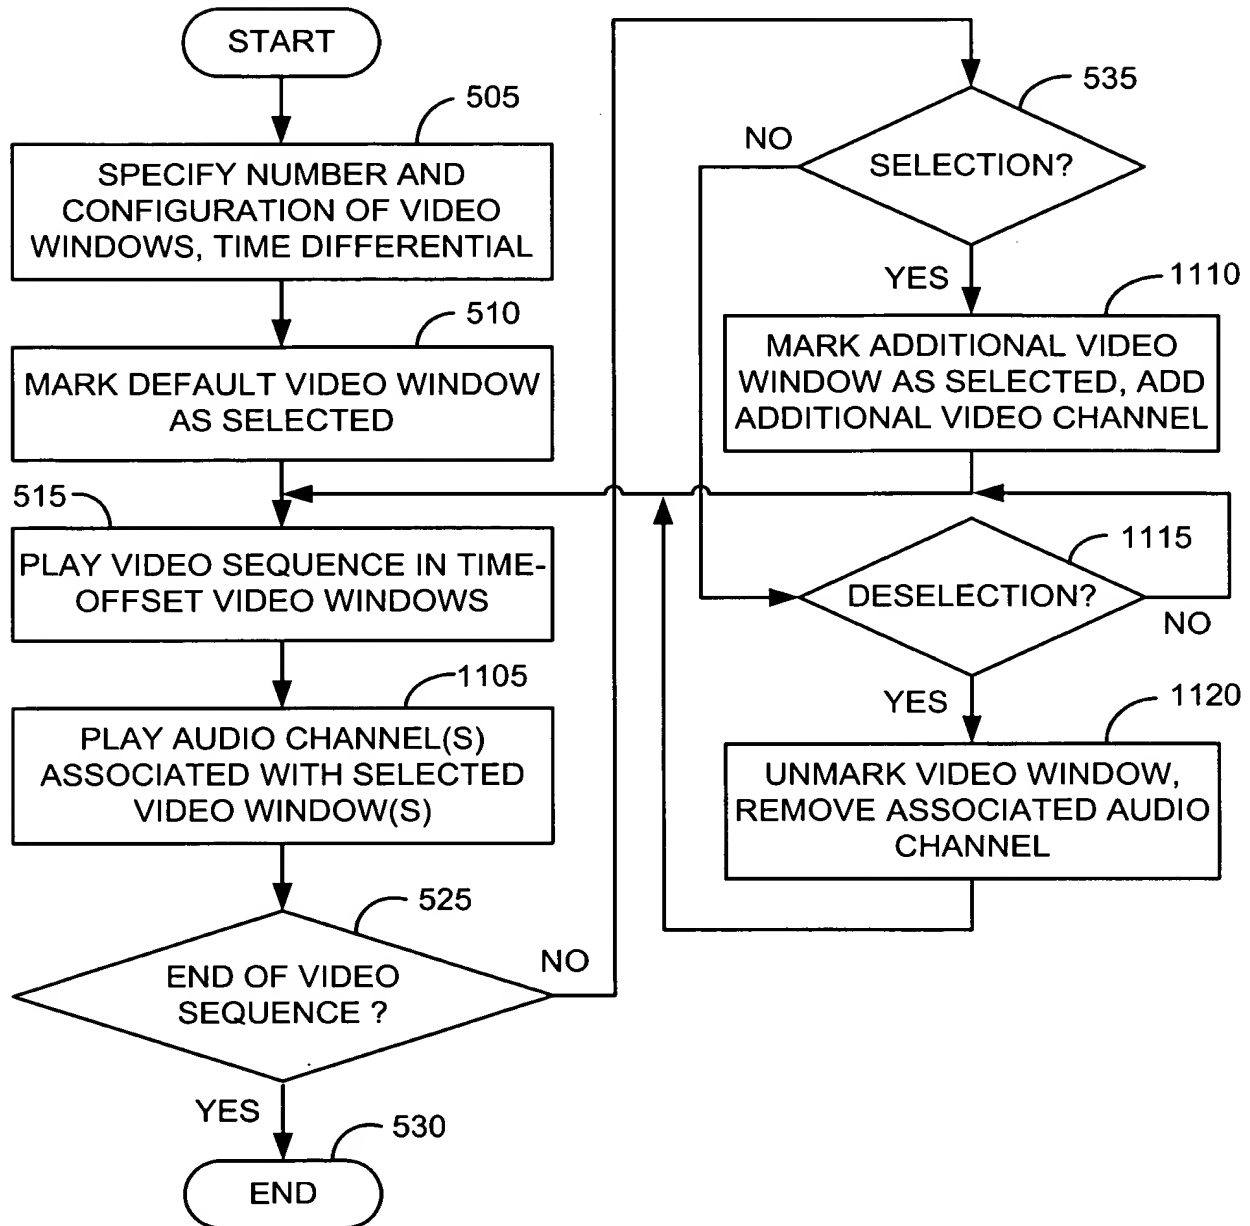 START
505
SPECIFY NUMBER AND
CONFIGURATION OF VIDEO
WINDOWS, TIME DIFFERENTIAL
510
MARK DEFAULT VIDEO WINDOW
AS SELECTED
515
PLAY VIDEO SEQUENCE IN TIME-
OFFSET VIDEO WINDOWS
1105
PLAY AUDIO CHANNEL(S)
ASSOCIATED WITH SELECTED
VIDEO WINDOW(S)
525
END OF VIDEO
SEQUENCE ?
NO
YES
530
END
535
SELECTION?
NO
YES
1110
MARK ADDITIONAL VIDEO
WINDOW AS SELECTED, ADD
ADDITIONAL VIDEO CHANNEL
1115
DESELECTION?
NO
YES
1120
UNMARK VIDEO WINDOW,
REMOVE ASSOCIATED AUDIO
CHANNEL